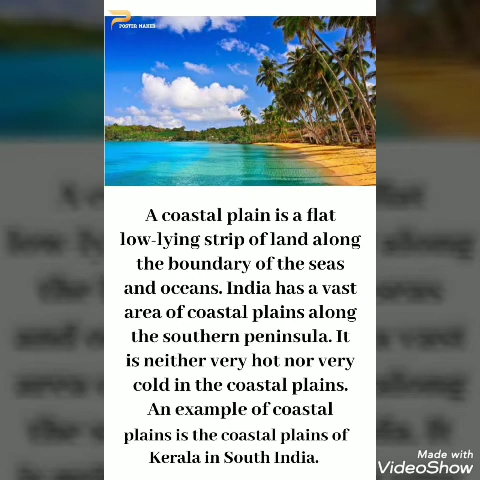 POSTER MAKER
A coastal plain is a flat
low-lying strip of land along
the boundary of the seas
and oceans. India has a vast
area of coastal plains along
the southern peninsula. It
is neither very hot nor very
cold in the coastal plains.
An example of coastal
plains is the coastal plains of
Kerala in South India.
Made with
VideoShow